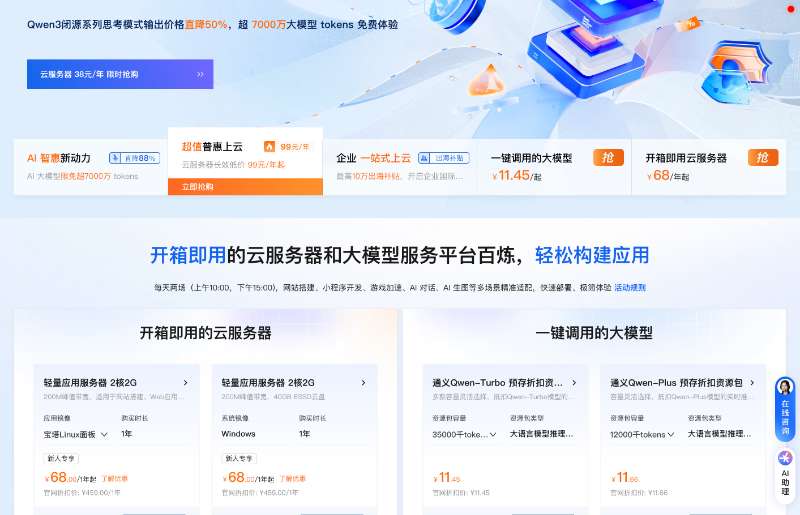 Qwen3闭源系列思考模式输出价格直降50%，超 7000万大模型 tokens 免费体验
云服务器 38元/年 限时抢购
AI 智惠新动力 直降88%
AI 大模型限免超7000万 tokens
超值普惠上云 99元/年
云服务器长效低价 99元/年起
立即抢购
企业 一站式上云 出海补贴
最高10万出海补贴，开启企业国际...
一键调用的大模型 抢
¥11.45/起
开箱即用云服务器 抢
¥68/年起
开箱即用的云服务器和大模型服务平台百炼，轻松构建应用
每天两场（上午10:00，下午15:00），网站搭建、小程序开发、游戏加速、AI 对话、AI 生图等多场景精准适配，快速部署、极简体验 活动规则
开箱即用的云服务器
轻量应用服务器 2核2G
200M峰值带宽，适用于网站搭建、Web应用...
应用镜像 购买时长
宝塔Linux面板 1年
新人专享
¥68.00/1年起 了解优惠
官网折扣价: ¥459.00/1年
轻量应用服务器 2核2G
200M峰值带宽，40GB ESSD云盘
系统镜像 购买时长
Windows 1年
新人专享
¥68.00/1年起 了解优惠
官网折扣价: ¥459.00/1年
一键调用的大模型
通义Qwen-Turbo 预存折扣资...
多款容量灵活选择，抵扣Qwen-Turbo模型的...
资源包容量 资源包类型
35000千toke... 大语言模型推理...
¥11.45
官网折扣价: ¥11.45
通义Qwen-Plus 预存折扣资源包
容量灵活选择，抵扣Qwen-Plus模型的实时推...
资源包容量 资源包类型
12000千tokens 大语言模型推理...
¥11.66
官网折扣价: ¥11.66
在线咨询
AI助理